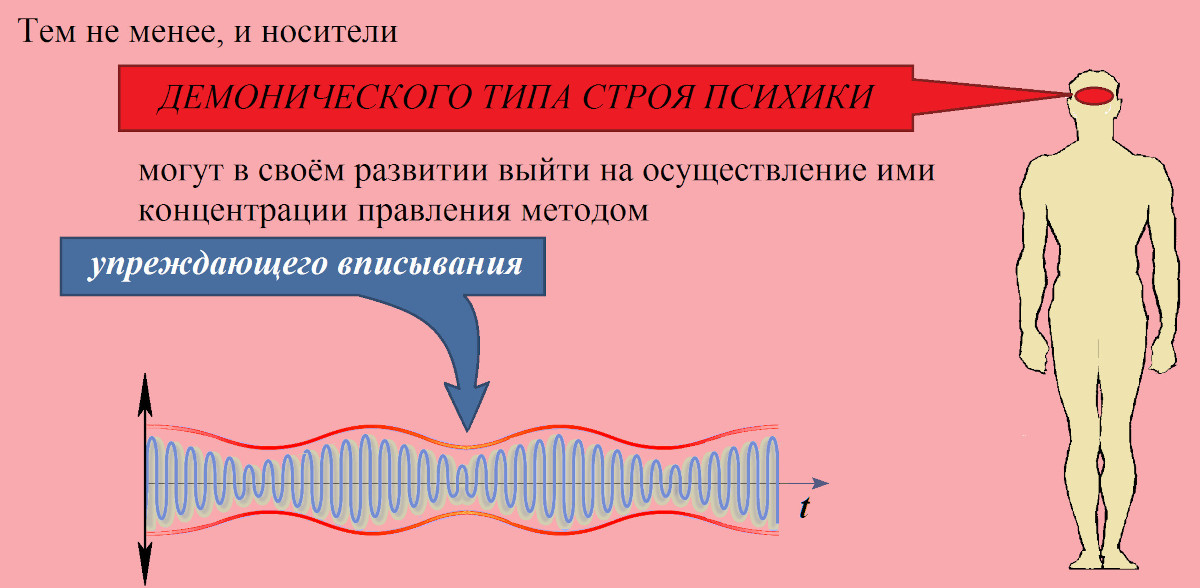 Тем не менее, и носители
ДЕМОНИЧЕСКОГО ТИПА СТРОЯ ПСИХИКИ
могут в своём развитии выйти на осуществление ими
концентрации правления методом
упреждающего вписывания
t